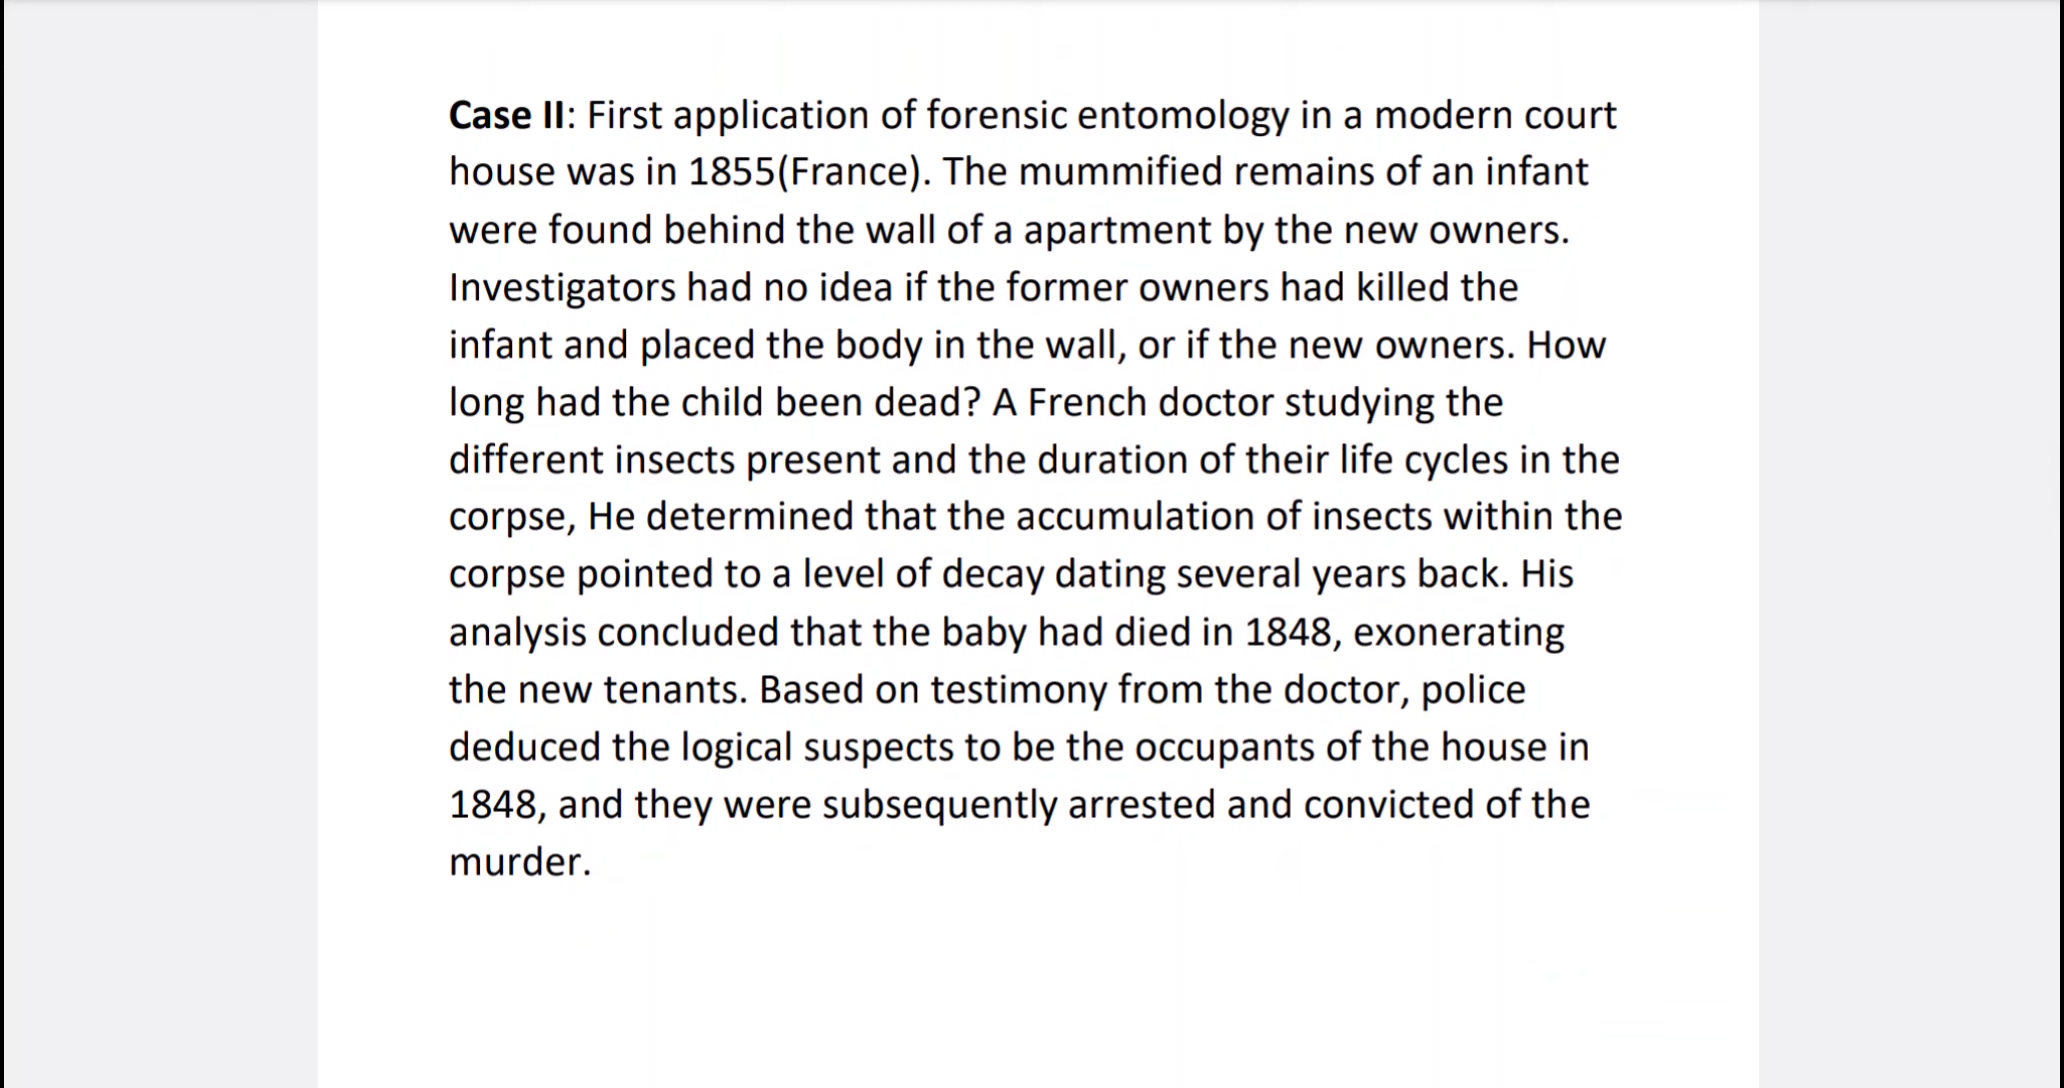 Case II: First application of forensic entomology in a modern court
house was in 1855(France). The mummified remains of an infant
were found behind the wall of a apartment by the new owners.
Investigators had no idea if the former owners had killed the
infant and placed the body in the wall, or if the new owners. How
long had the child been dead? A French doctor studying the
different insects present and the duration of their life cycles in the
corpse, He determined that the accumulation of insects within the
corpse pointed to a level of decay dating several years back. His
analysis concluded that the baby had died in 1848, exonerating
the new tenants. Based on testimony from the doctor, police
deduced the logical suspects to be the occupants of the house in
1848, and they were subsequently arrested and convicted of the
murder.